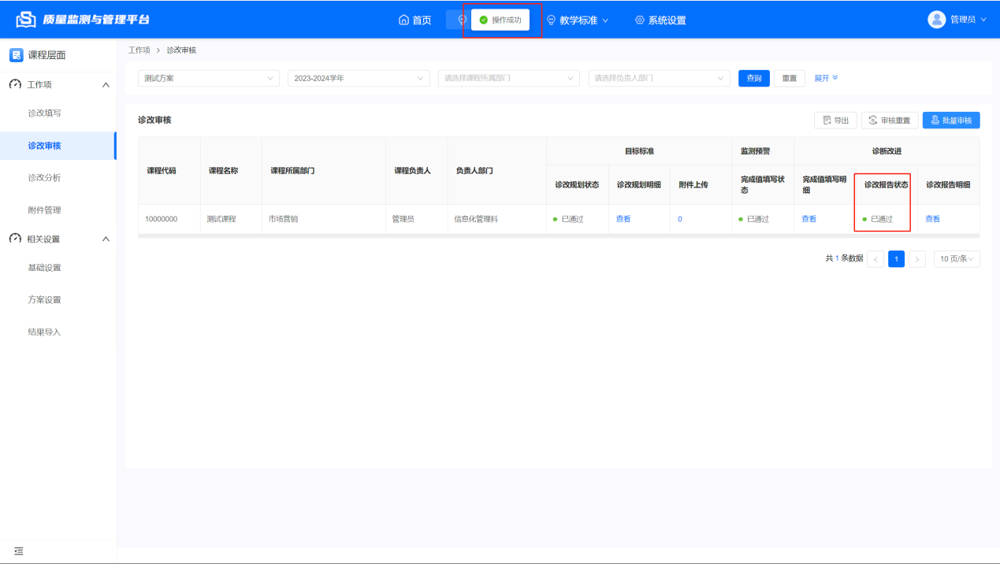 质量监测与管理平台
首页
操作成功
教学标准
系统设置
管理员
课程层面
工作项
诊改填写
诊改审核
诊改分析
附件管理
相关设置
基础设置
方案设置
结果导入
工作项 > 诊改审核
测试方案
2023-2024学年
请选择课程所属部门
请选择负责人部门
查询
重置
展开
诊改审核
导出
审核重置
批量审核
课程代码
课程名称
课程所属部门
课程负责人
负责人部门
目标标准
监测预警
诊断改进
诊改规划状态
诊改规划明细
附件上传
完成值填写状
态
完成值填写明
细
诊改报告状态
诊改报告明细
10000000
测试课程
市场营销
管理员
信息化管理科
已通过
查看
0
已通过
查看
已通过
查看
共 1 条数据
<
1
>
10 页/条